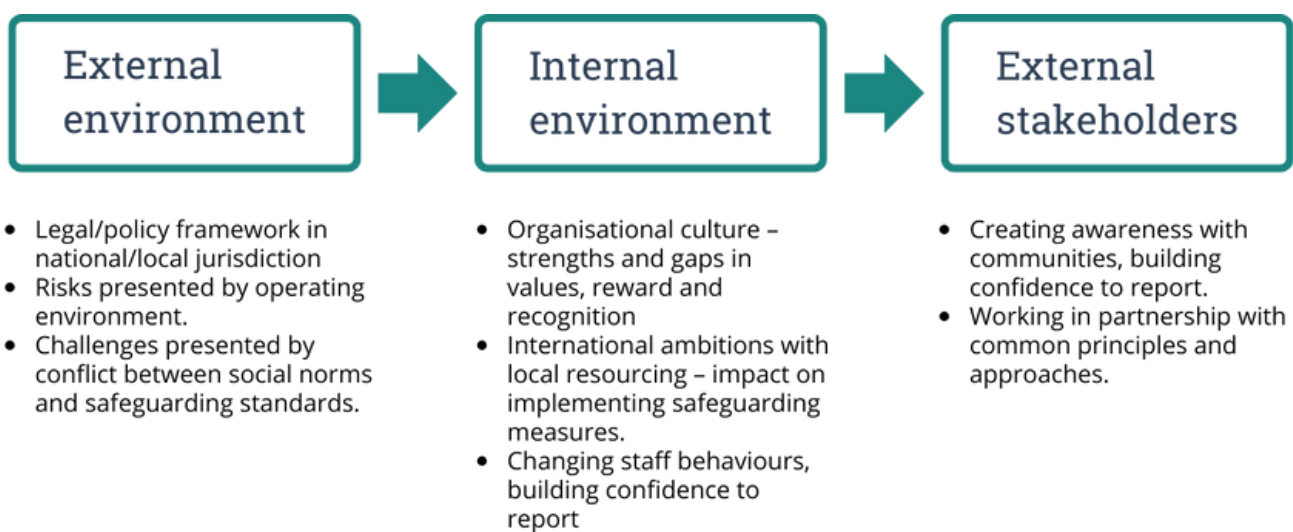 External
environment
Internal
environment
External
stakeholders
• Legal/policy framework in
national/local jurisdiction
• Risks presented by operating
environment.
• Challenges presented by
conflict between social norms
and safeguarding standards.
• Organisational culture –
strengths and gaps in
values, reward and
recognition
• International ambitions with
local resourcing – impact on
implementing safeguarding
measures.
• Changing staff behaviours,
building confidence to
report
• Creating awareness with
communities, building
confidence to report.
• Working in partnership with
common principles and
approaches.